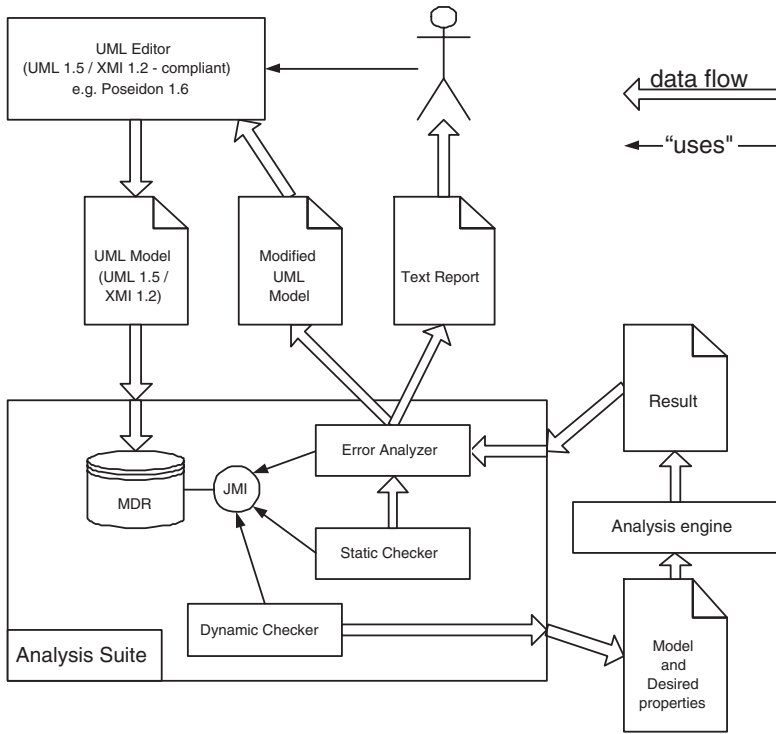 UML Editor
(UML 1.5 / XMI 1.2 - compliant)
e.g. Poseidon 1.6
data flow
“uses"
UML Model
(UML 1.5 /
XMI 1.2)
Modified
UML
Model
Text Report
Result
Error Analyzer
MDR
JMI
Static Checker
Analysis engine
Dynamic Checker
Analysis Suite
Model
and
Desired
properties